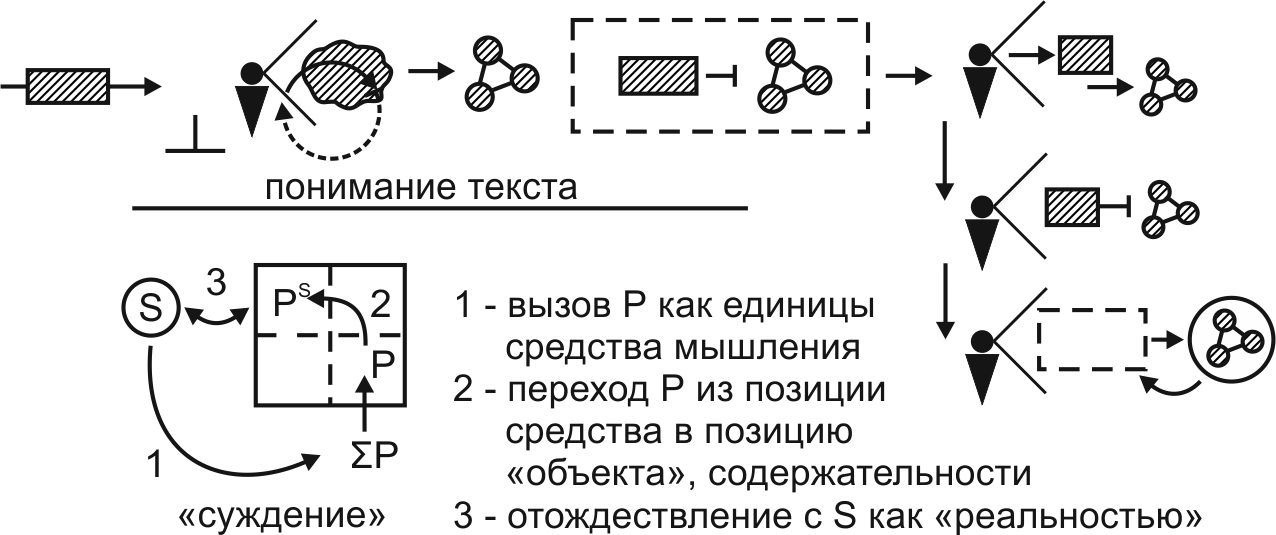 понимание текста
S
3
Pˢ
2
P
1
ΣP
«суждение»
1 - вызов P как единицы
средства мышления
2 - переход P из позиции
средства в позицию
«объекта», содержательности
3 - отождествление с S как «реальностью»